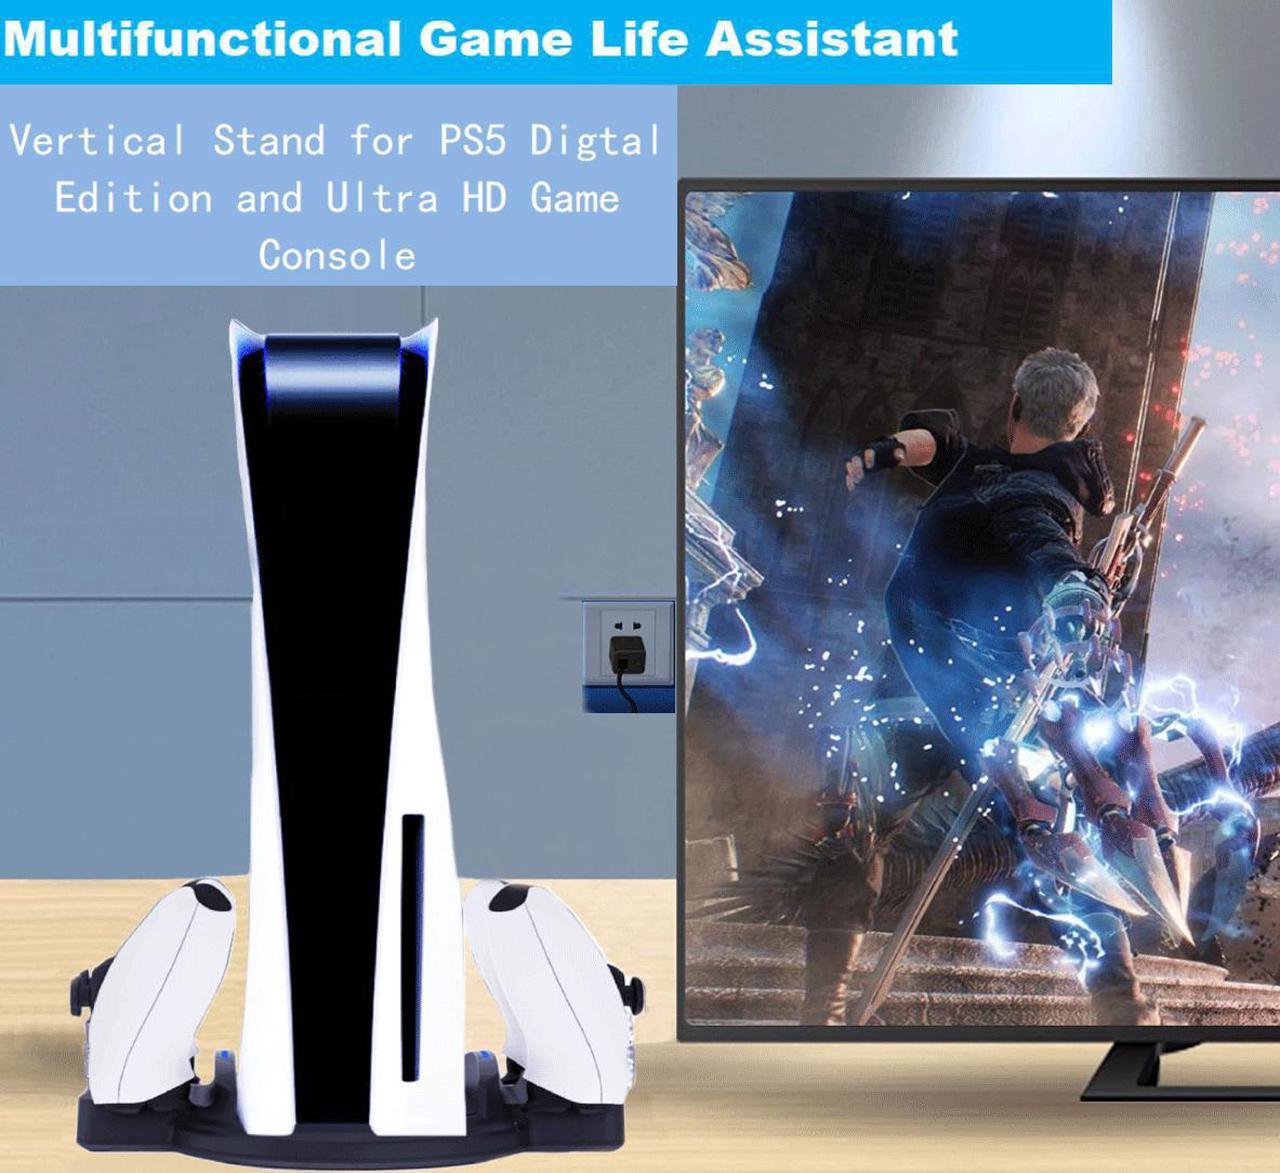 Multifunctional Game Life Assistant
Vertical Stand for PS5 Digtal
Edition and Ultra HD Game
Console